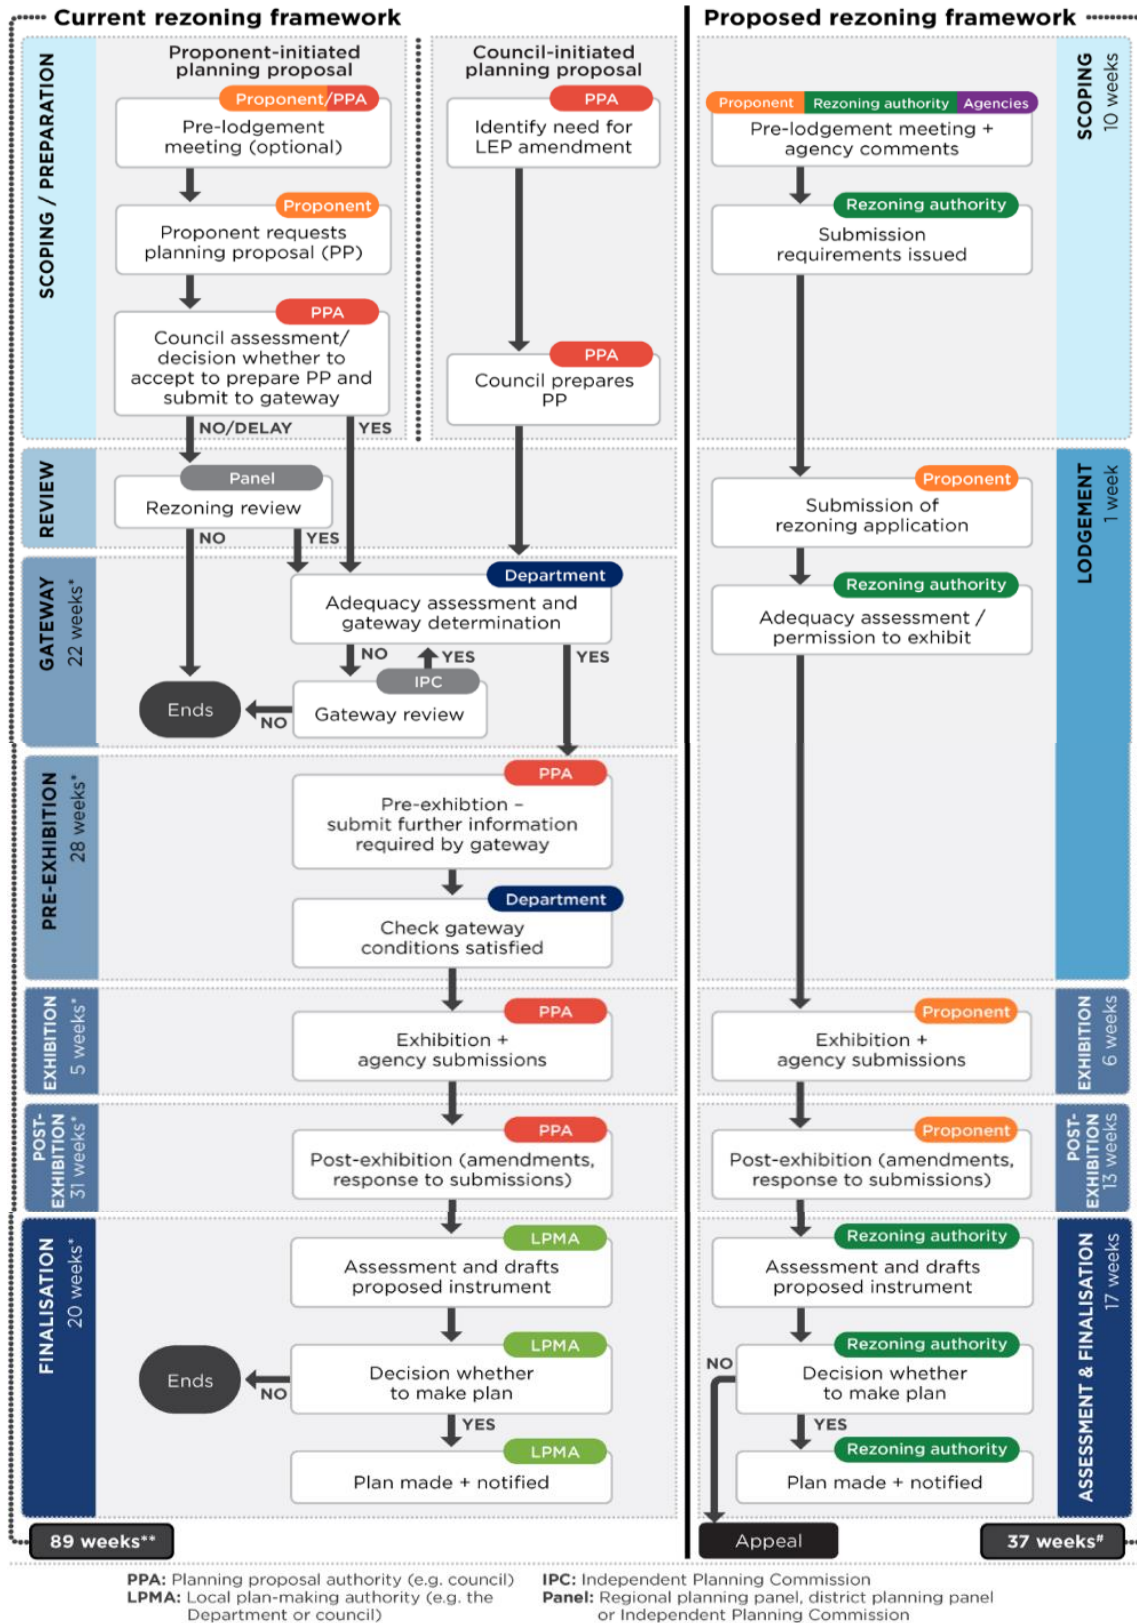 Current rezoning framework
Proposed rezoning framework
SCOPING / PREPARATION
Proponent-initiated
planning proposal
Proponent/PPA
Pre-lodgement
meeting (optional)
Proponent
Proponent requests
planning proposal (PP)
PPA
Council assessment/
decision whether to
accept to prepare PP and
submit to gateway
NO/DELAY
YES
Council-initiated
planning proposal
PPA
Identify need for
LEP amendment
PPA
Council prepares
PP
REVIEW
Panel
Rezoning review
NO
YES
GATEWAY
22 weeks*
Department
Adequacy assessment and
gateway determination
NO
YES
YES
IPC
Gateway review
NO
Ends
PRE-EXHIBITION
28 weeks*
PPA
Pre-exhibtion –
submit further information
required by gateway
Department
Check gateway
conditions satisfied
EXHIBITION
5 weeks*
PPA
Exhibition +
agency submissions
POST-
EXHIBITION
31 weeks*
PPA
Post-exhibition (amendments,
response to submissions)
FINALISATION
20 weeks*
LPMA
Assessment and drafts
proposed instrument
LPMA
Decision whether
to make plan
NO
Ends
YES
LPMA
Plan made + notified
89 weeks**
SCOPING
10 weeks
Proponent Rezoning authority Agencies
Pre-lodgement meeting +
agency comments
Rezoning authority
Submission
requirements issued
LODGEMENT
1 week
Proponent
Submission of
rezoning application
Rezoning authority
Adequacy assessment /
permission to exhibit
EXHIBITION
6 weeks
Proponent
Exhibition +
agency submissions
POST-
EXHIBITION
13 weeks
Proponent
Post-exhibition (amendments,
response to submissions)
ASSESSMENT & FINALISATION
17 weeks
Rezoning authority
Assessment and drafts
proposed instrument
Rezoning authority
Decision whether
to make plan
NO
YES
Rezoning authority
Plan made + notified
Appeal
37 weeks#
PPA: Planning proposal authority (e.g. council)
LPMA: Local plan-making authority (e.g. the
Department or council)
IPC: Independent Planning Commission
Panel: Regional planning panel, district planning panel
or Independent Planning Commission